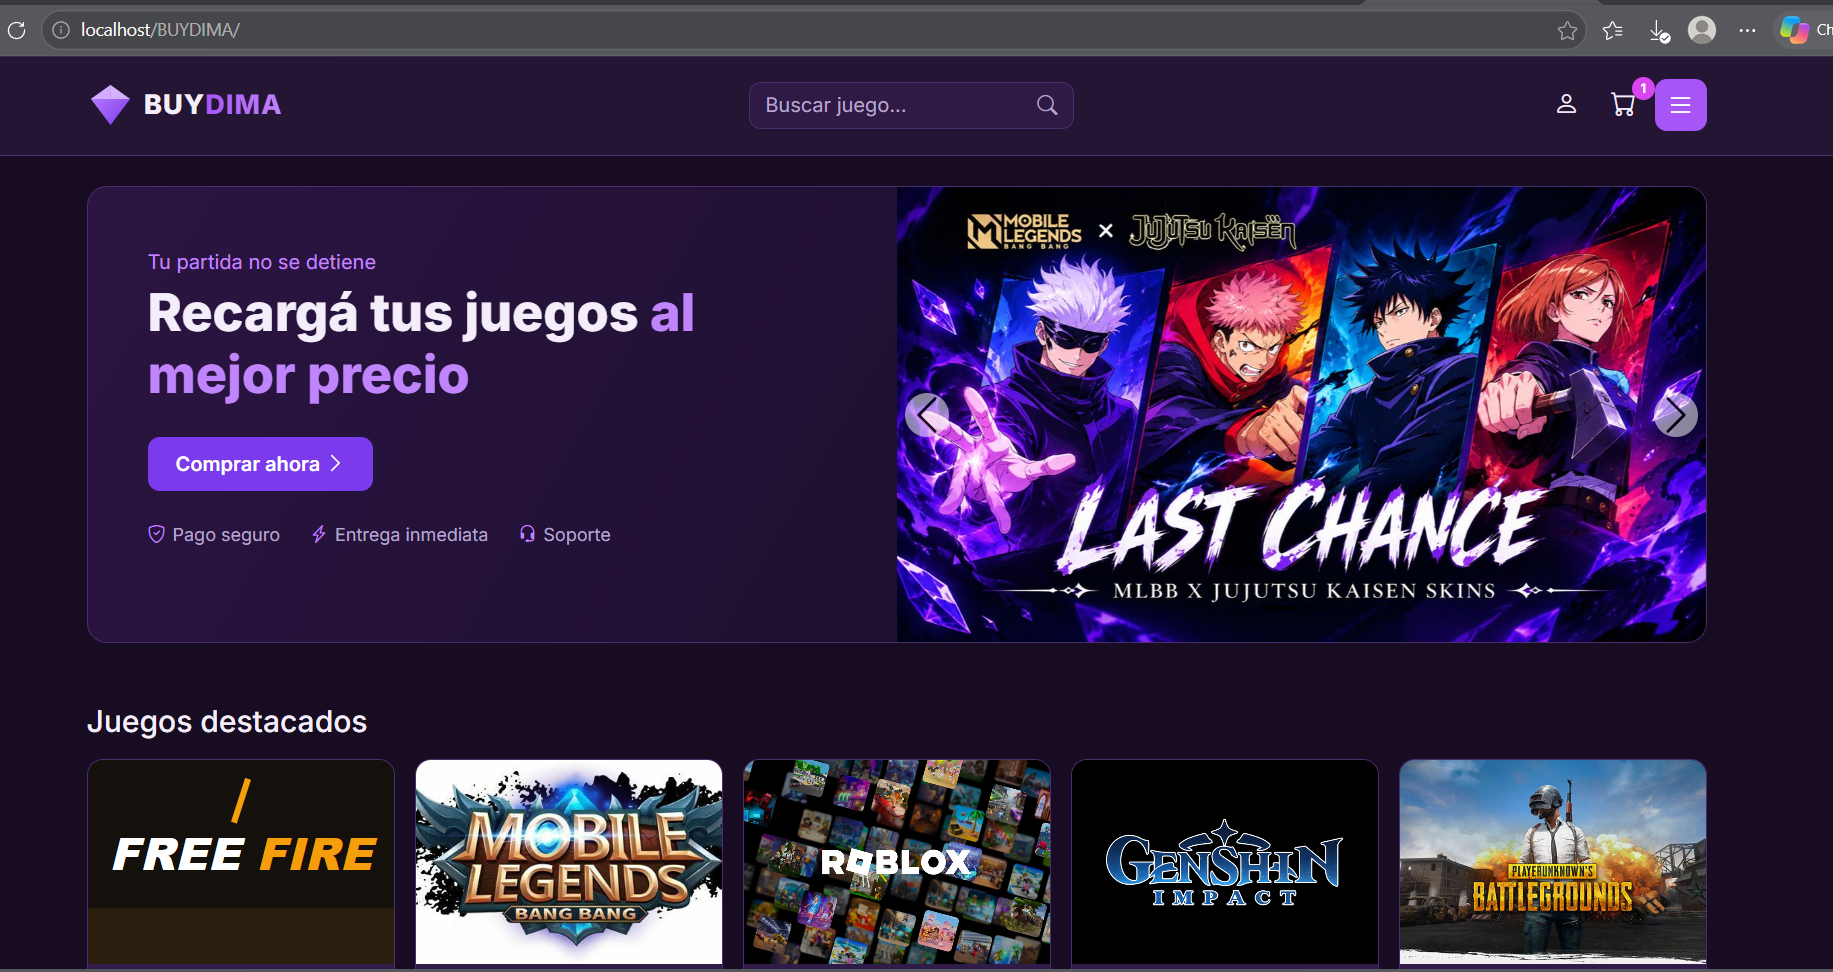 localhost/BUYDIMA/
Ch
BUYDIMA
Buscar juego...
1
Tu partida no se detiene
Recargá tus juegos al
mejor precio
Comprar ahora
Pago seguro
Entrega inmediata
Soporte
MOBILE
LEGENDS
BANG BANG
×
JUJUTSU KAISEN
LAST CHANCE
MLBB X JUJUTSU KAISEN SKINS
Juegos destacados
FREE FIRE
MOBILE
LEGENDS
BANG BANG
ROBLOX
GENSHIN
IMPACT
PLAYERUNKNOWN'S
BATTLEGROUNDS